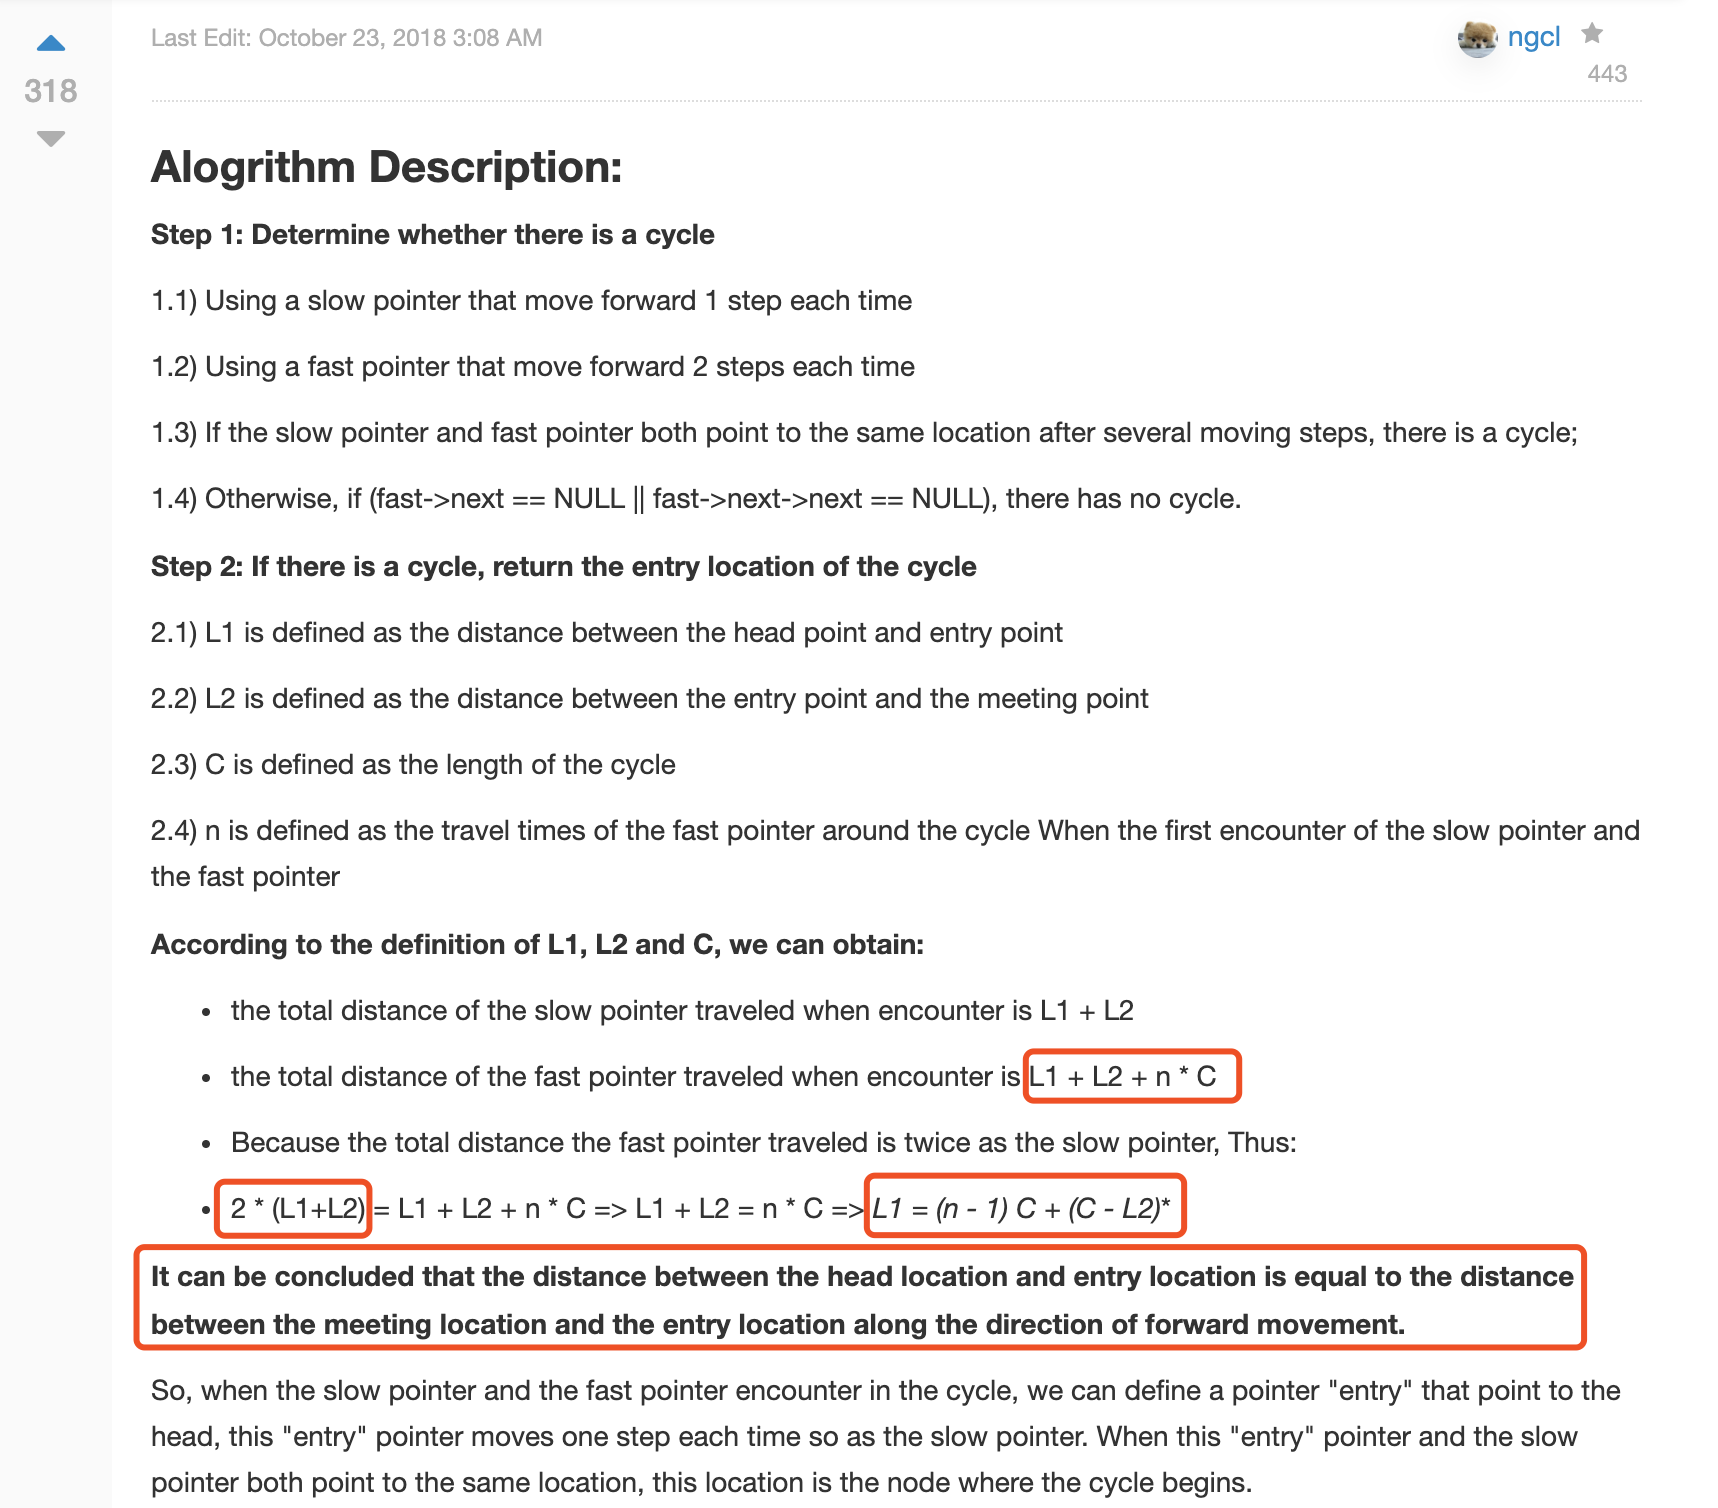 Last Edit: October 23, 2018 3:08 AM
ngcl
318
443
Alogrithm Description:
Step 1: Determine whether there is a cycle
1.1) Using a slow pointer that move forward 1 step each time
1.2) Using a fast pointer that move forward 2 steps each time
1.3) If the slow pointer and fast pointer both point to the same location after several moving steps, there is a cycle;
1.4) Otherwise, if (fast->next == NULL || fast->next->next == NULL), there has no cycle.
Step 2: If there is a cycle, return the entry location of the cycle
2.1) L1 is defined as the distance between the head point and entry point
2.2) L2 is defined as the distance between the entry point and the meeting point
2.3) C is defined as the length of the cycle
2.4) n is defined as the travel times of the fast pointer around the cycle When the first encounter of the slow pointer and
the fast pointer
According to the definition of L1, L2 and C, we can obtain:
• the total distance of the slow pointer traveled when encounter is L1 + L2
• the total distance of the fast pointer traveled when encounter is L1 + L2 + n * C
• Because the total distance the fast pointer traveled is twice as the slow pointer, Thus:
• 2 * (L1+L2) = L1 + L2 + n * C => L1 + L2 = n * C => L1 = (n - 1) C + (C - L2)*
It can be concluded that the distance between the head location and entry location is equal to the distance
between the meeting location and the entry location along the direction of forward movement.
So, when the slow pointer and the fast pointer encounter in the cycle, we can define a pointer "entry" that point to the
head, this "entry" pointer moves one step each time so as the slow pointer. When this "entry" pointer and the slow
pointer both point to the same location, this location is the node where the cycle begins.